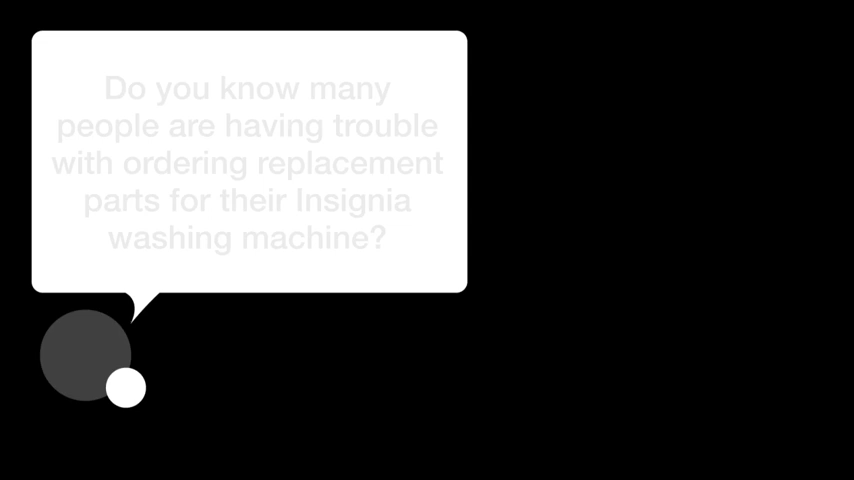 Do you know many
people are having trouble
with ordering replacement
parts for their Insignia
washing machine?